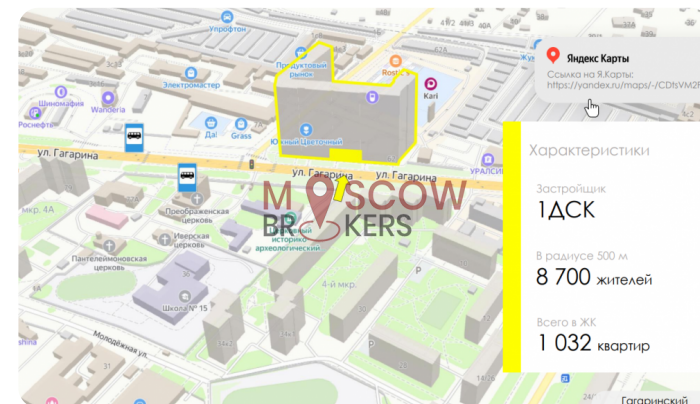 Упрофтон
Продуктовый
рынок
Rostic's
Kari
Электромастер
Шиномафия
Wanderia
Роснефть
Да!
Grass
Южный Цветочный
ул. Гагарина
ул. Гагарина
ул. Гагарина
УРАЛСИБ
MOSCOW
BROKERS
мкр. 4А
Преображенская
церковь
Иверская
церковь
Пантелеймоновская
церковь
историко
археологический
4-й мкр.
Школа № 15
Молодёжная ул.
Яндекс Карты
Ссылка на Я.Карты:
https://yandex.ru/maps/-/CDtsVM2F
Характеристики
Застройщик
1ДСК
В радиусе 500 м
8 700 жителей
Всего в ЖК
1 032 квартир
Гагаринский